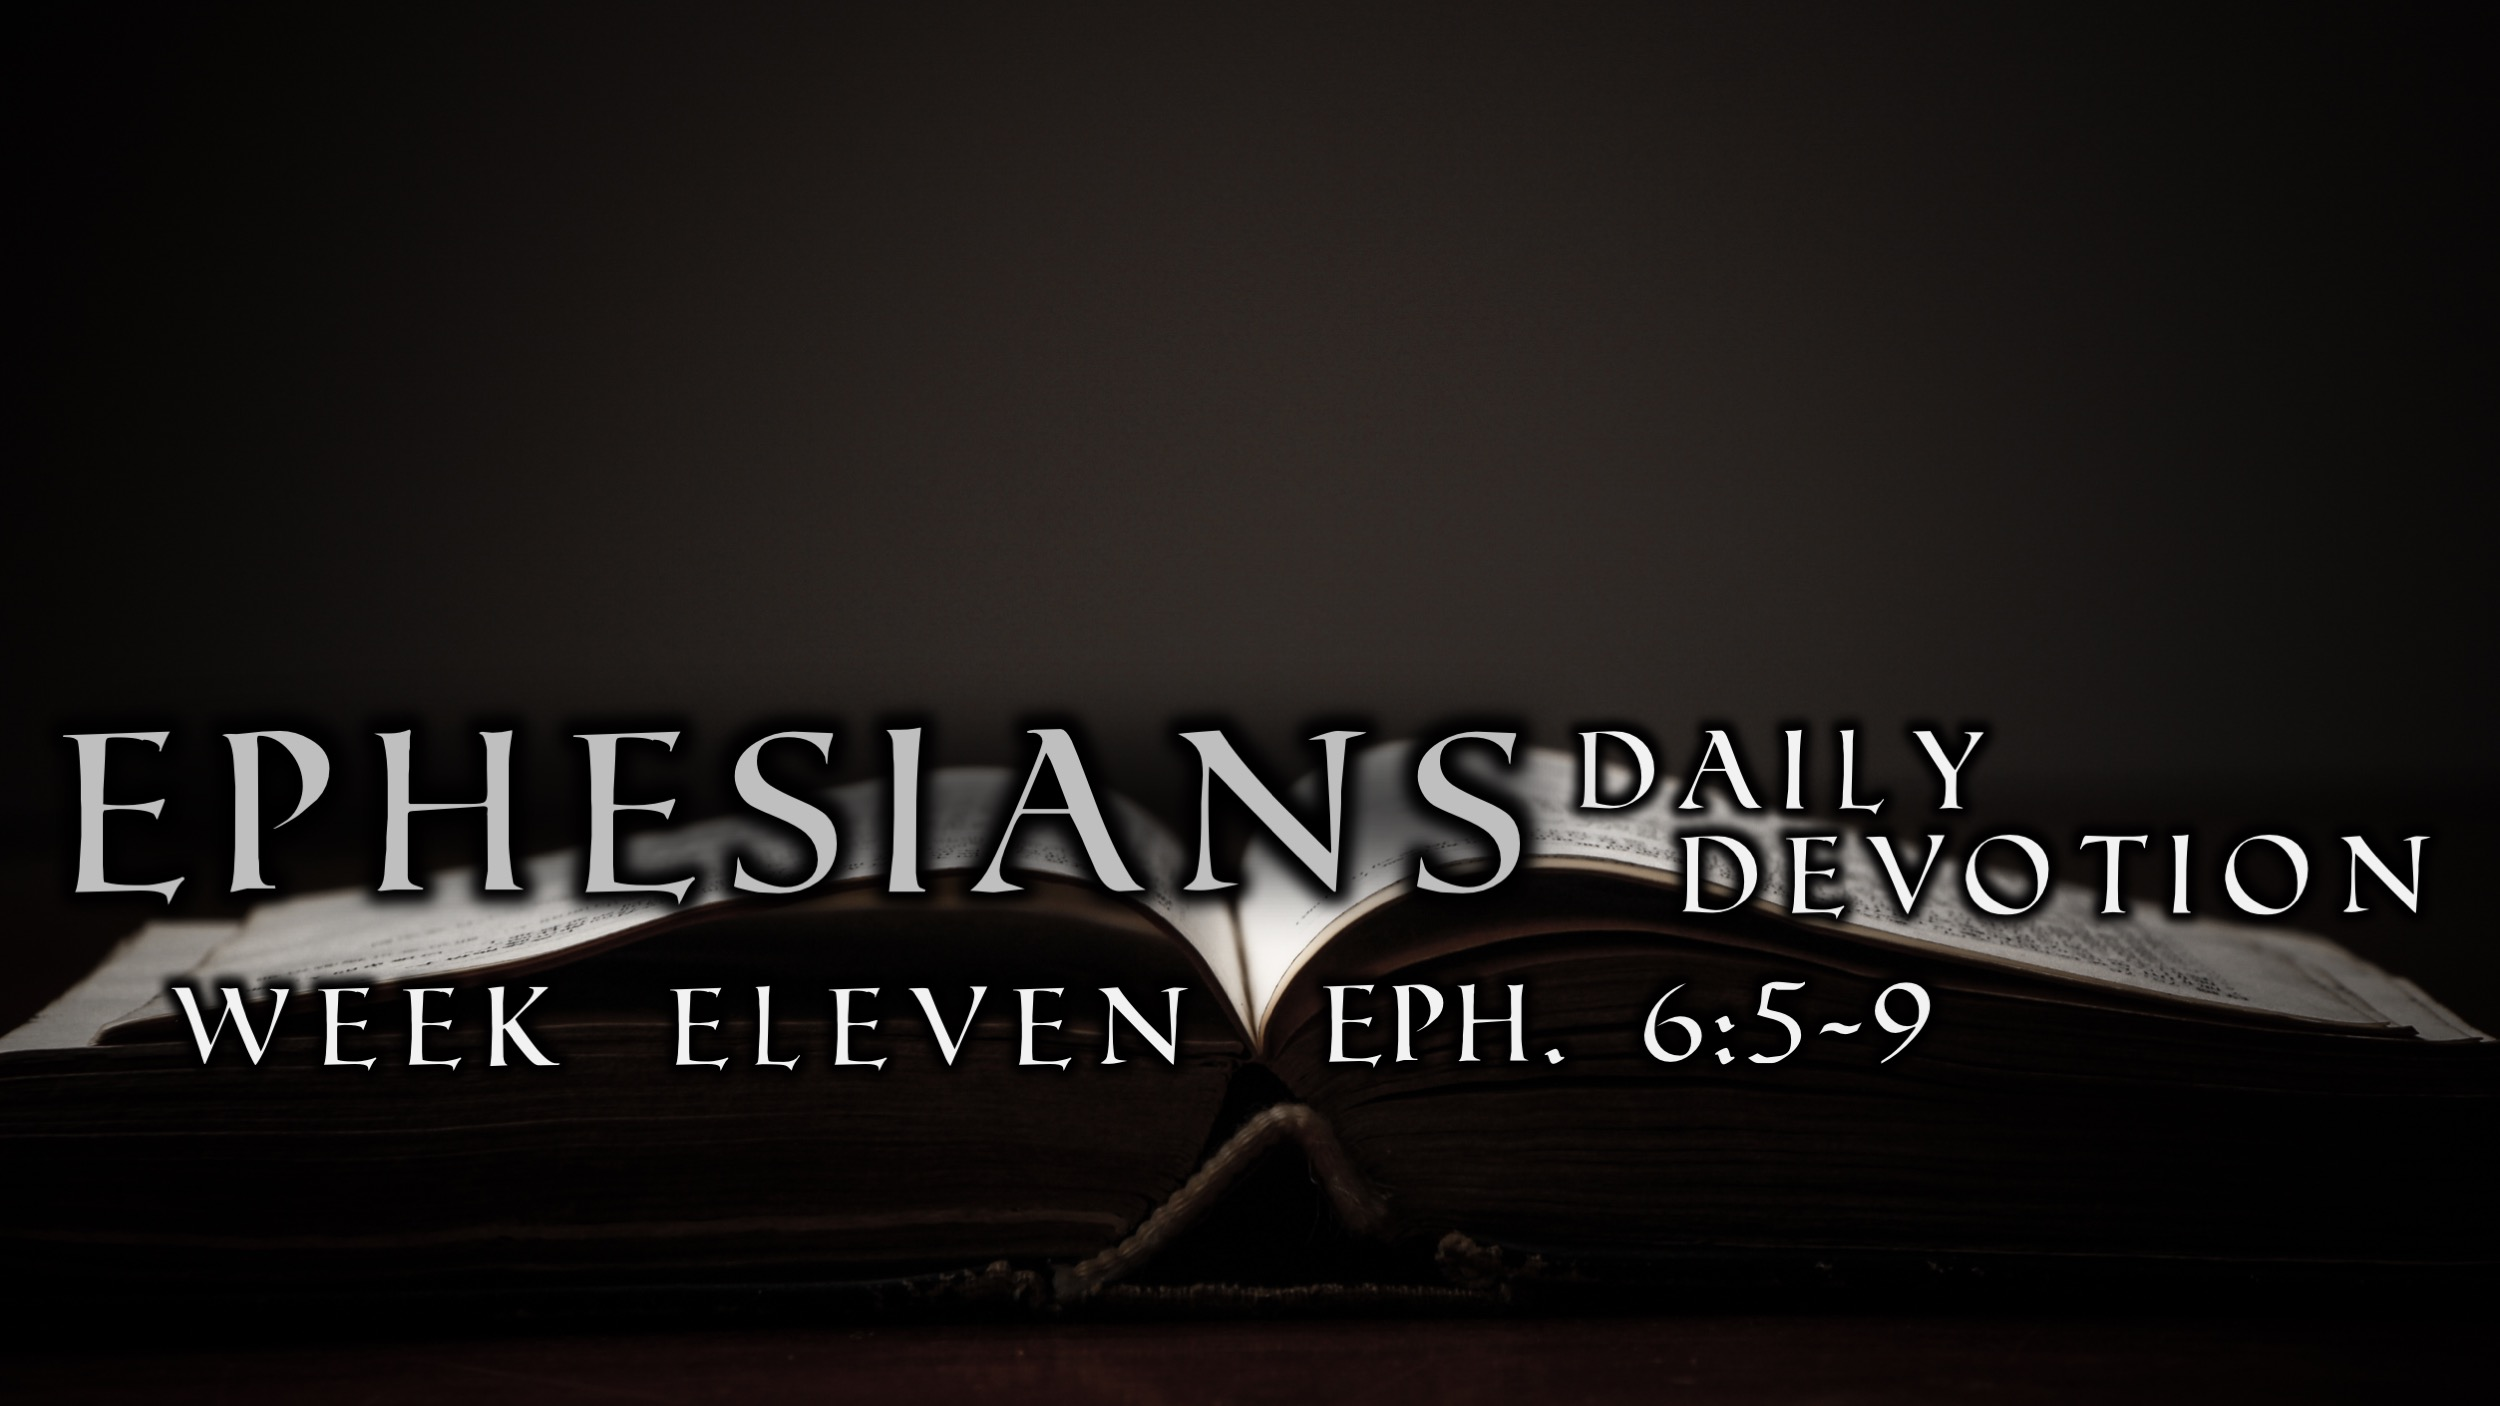 EPHESIANS
DAILY
DEVOTION
WEEK ELEVEN EPH. 6:5-9